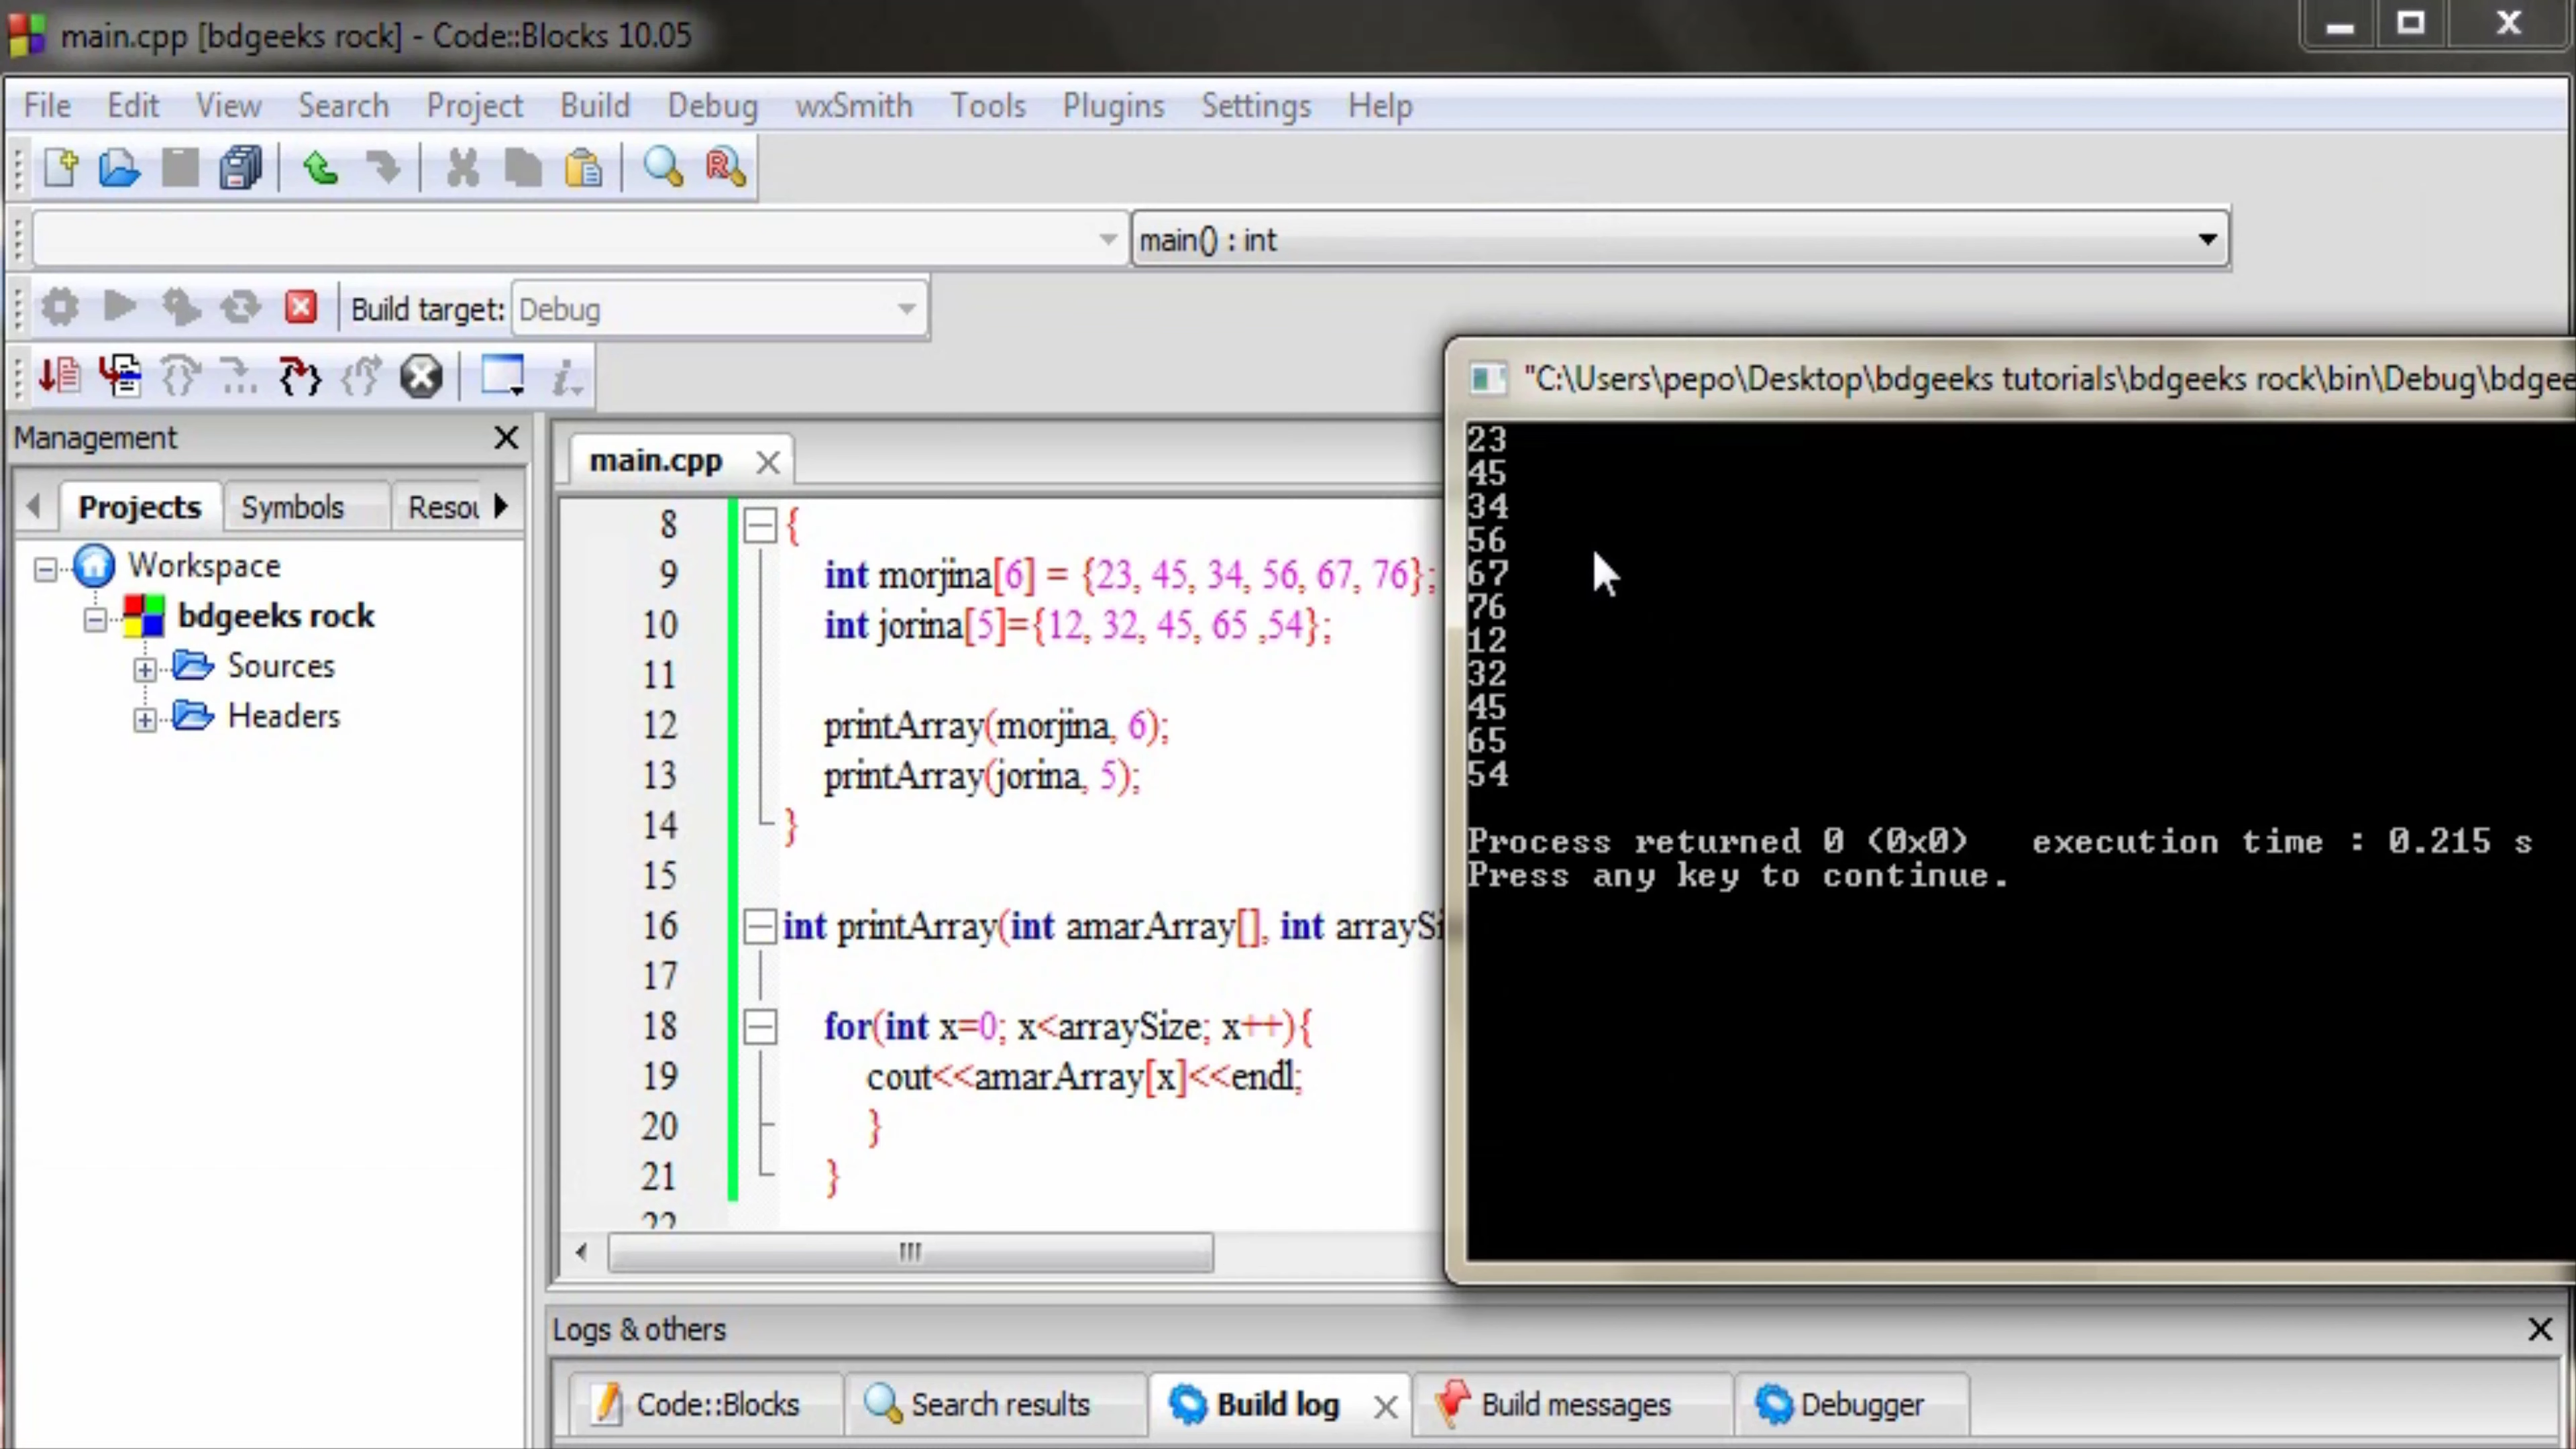 main.cpp [bdgeeks rock] - Code::Blocks 10.05
File Edit View Search Project Build Debug wxSmith Tools Plugins Settings Help
main() : int
Build target: Debug
Management
Projects Symbols
Workspace
bdgeeks rock
Sources
Headers
main.cpp
8 {
9 int morjina[6] = {23, 45, 34, 56, 67, 76};
10 int jorina[5]={12, 32, 45, 65 ,54};
11
12 printArray(morjina, 6);
13 printArray(jorina, 5);
14 }
15
16 int printArray(int amarArray[], int
17
18 for(int x=0; x<arraySize; x++){
19 cout<<amarArray[x]<<endl;
20 }
21 }
22
"C:\Users\pepo\Desktop\bdgeeks tutorials\bdgeeks rock\bin\Debug\bdgee
23
45
34
56
67
76
12
32
45
65
54
Process returned 0 (0x0) execution time : 0.215 s
Press any key to continue.
Logs & others
Code::Blocks Search results Build log Build messages Debugger